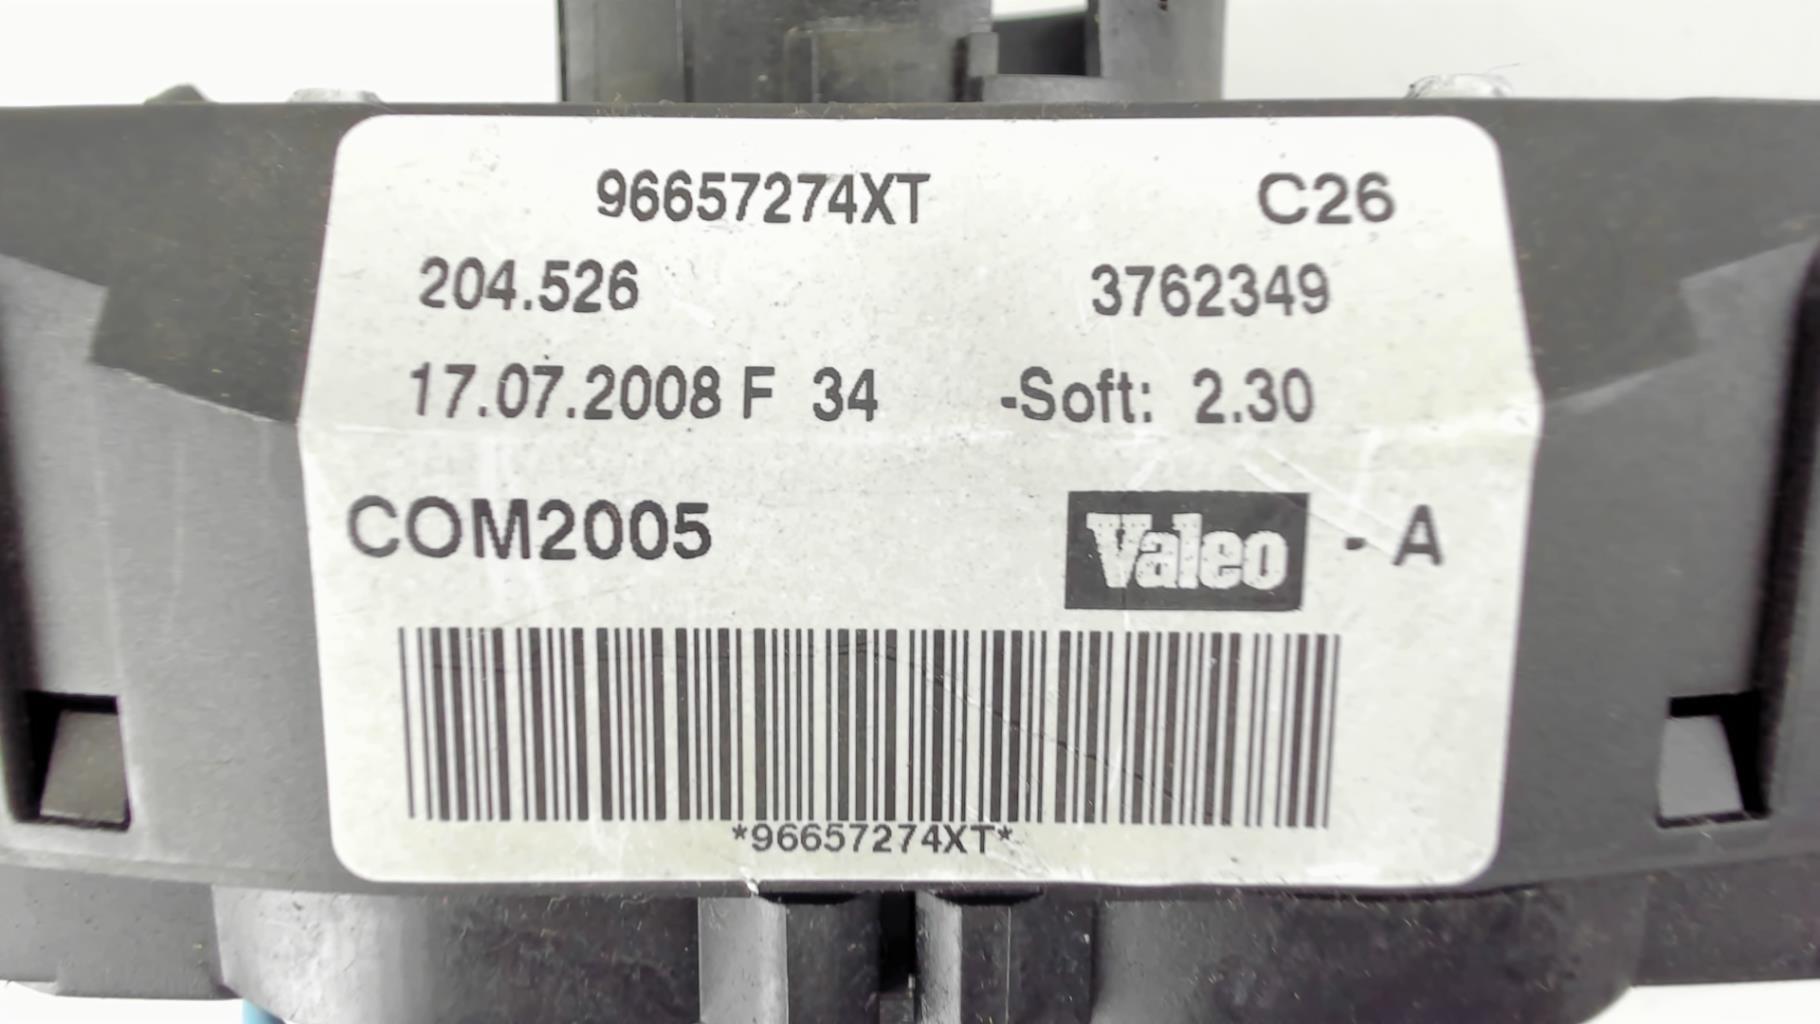 96657274XT C26
204.526 3762349
17.07.2008 F 34 -Soft: 2.30
COM2005 Valeo - A
*96657274XT*